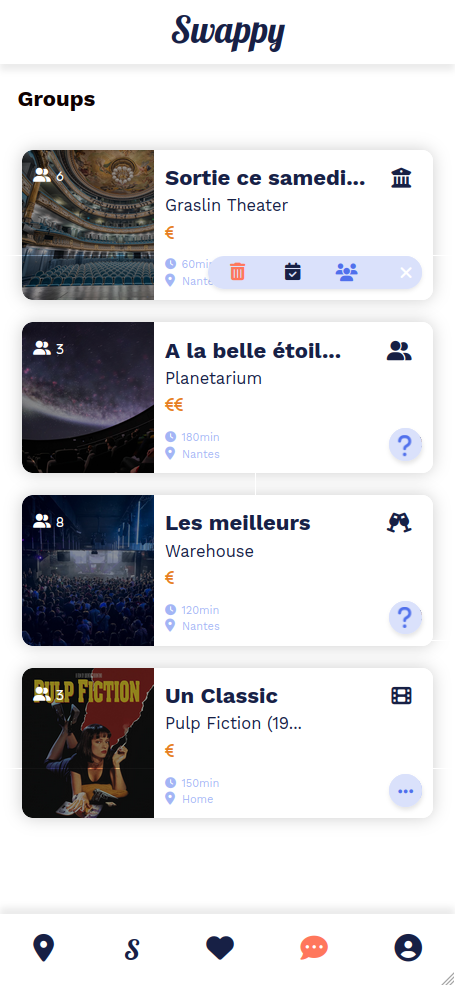 Swappy
Groups
6
Sortie ce samedi...
Graslin Theater
€
60min
Nantes
3
A la belle étoil...
Planetarium
€€
180min
Nantes
?
8
Les meilleurs
Warehouse
€
120min
Nantes
?
3
PULP FICTION
Un Classic
Pulp Fiction (19...
€
150min
Home
S